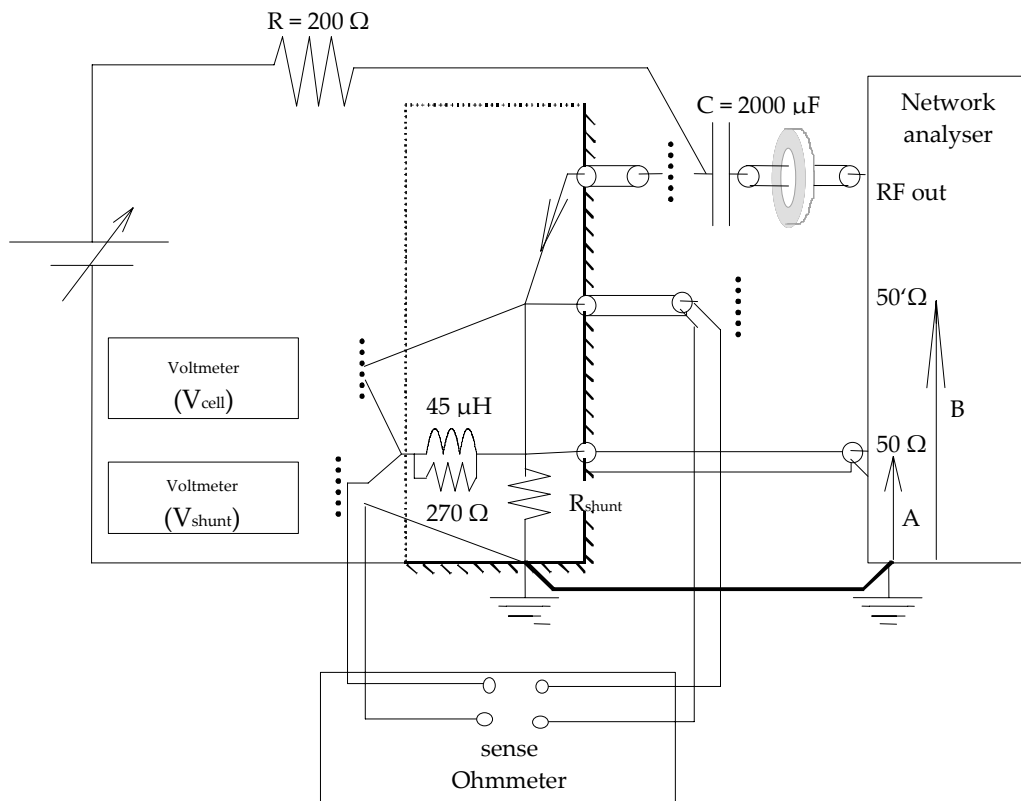 R = 200 Ω
C = 2000 µF
Network
analyser
RF out
50‘Ω
B
50 Ω
A
Voltmeter
(Vcell)
45 µH
270 Ω
Rshunt
Voltmeter
(Vshunt)
sense
Ohmmeter